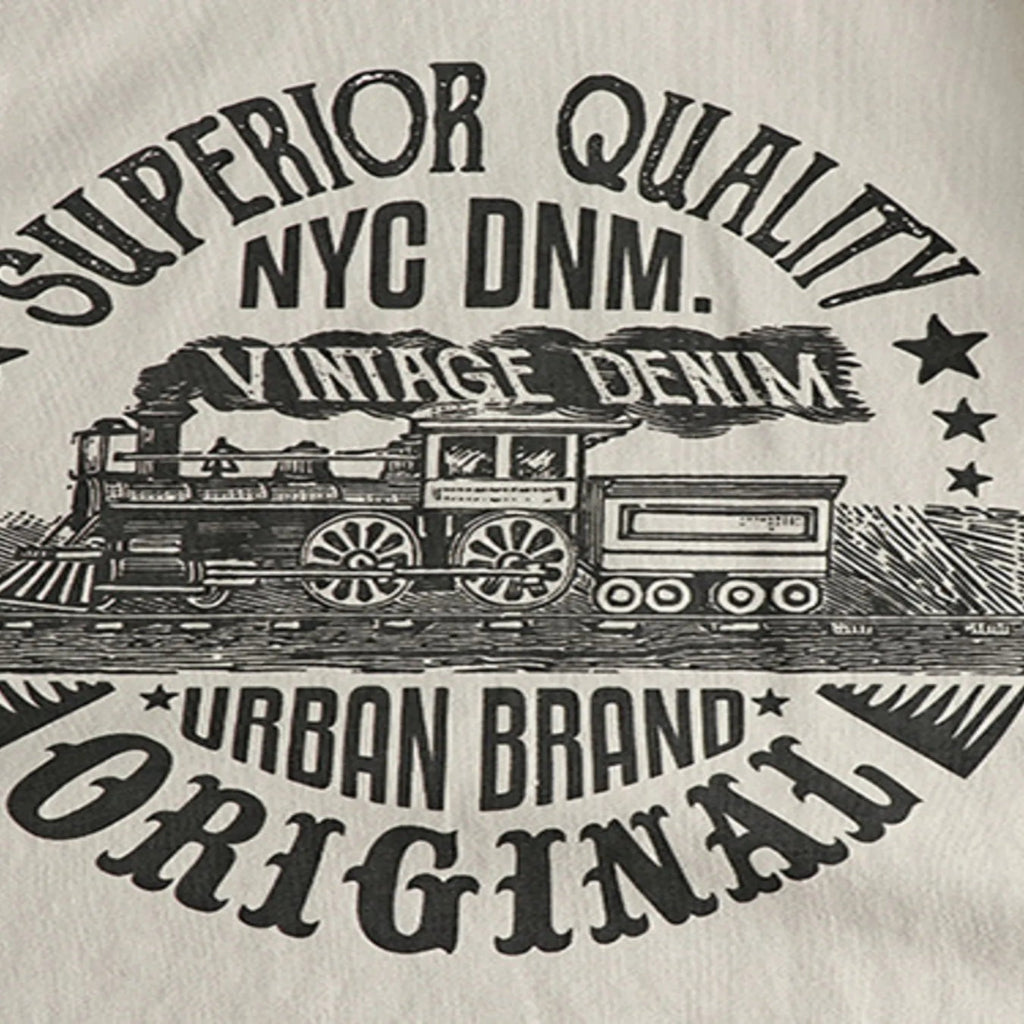 SUPERIOR QUALITY
NYC DNM.
VINTAGE DENIM
URBAN BRAND
ORIGINAL